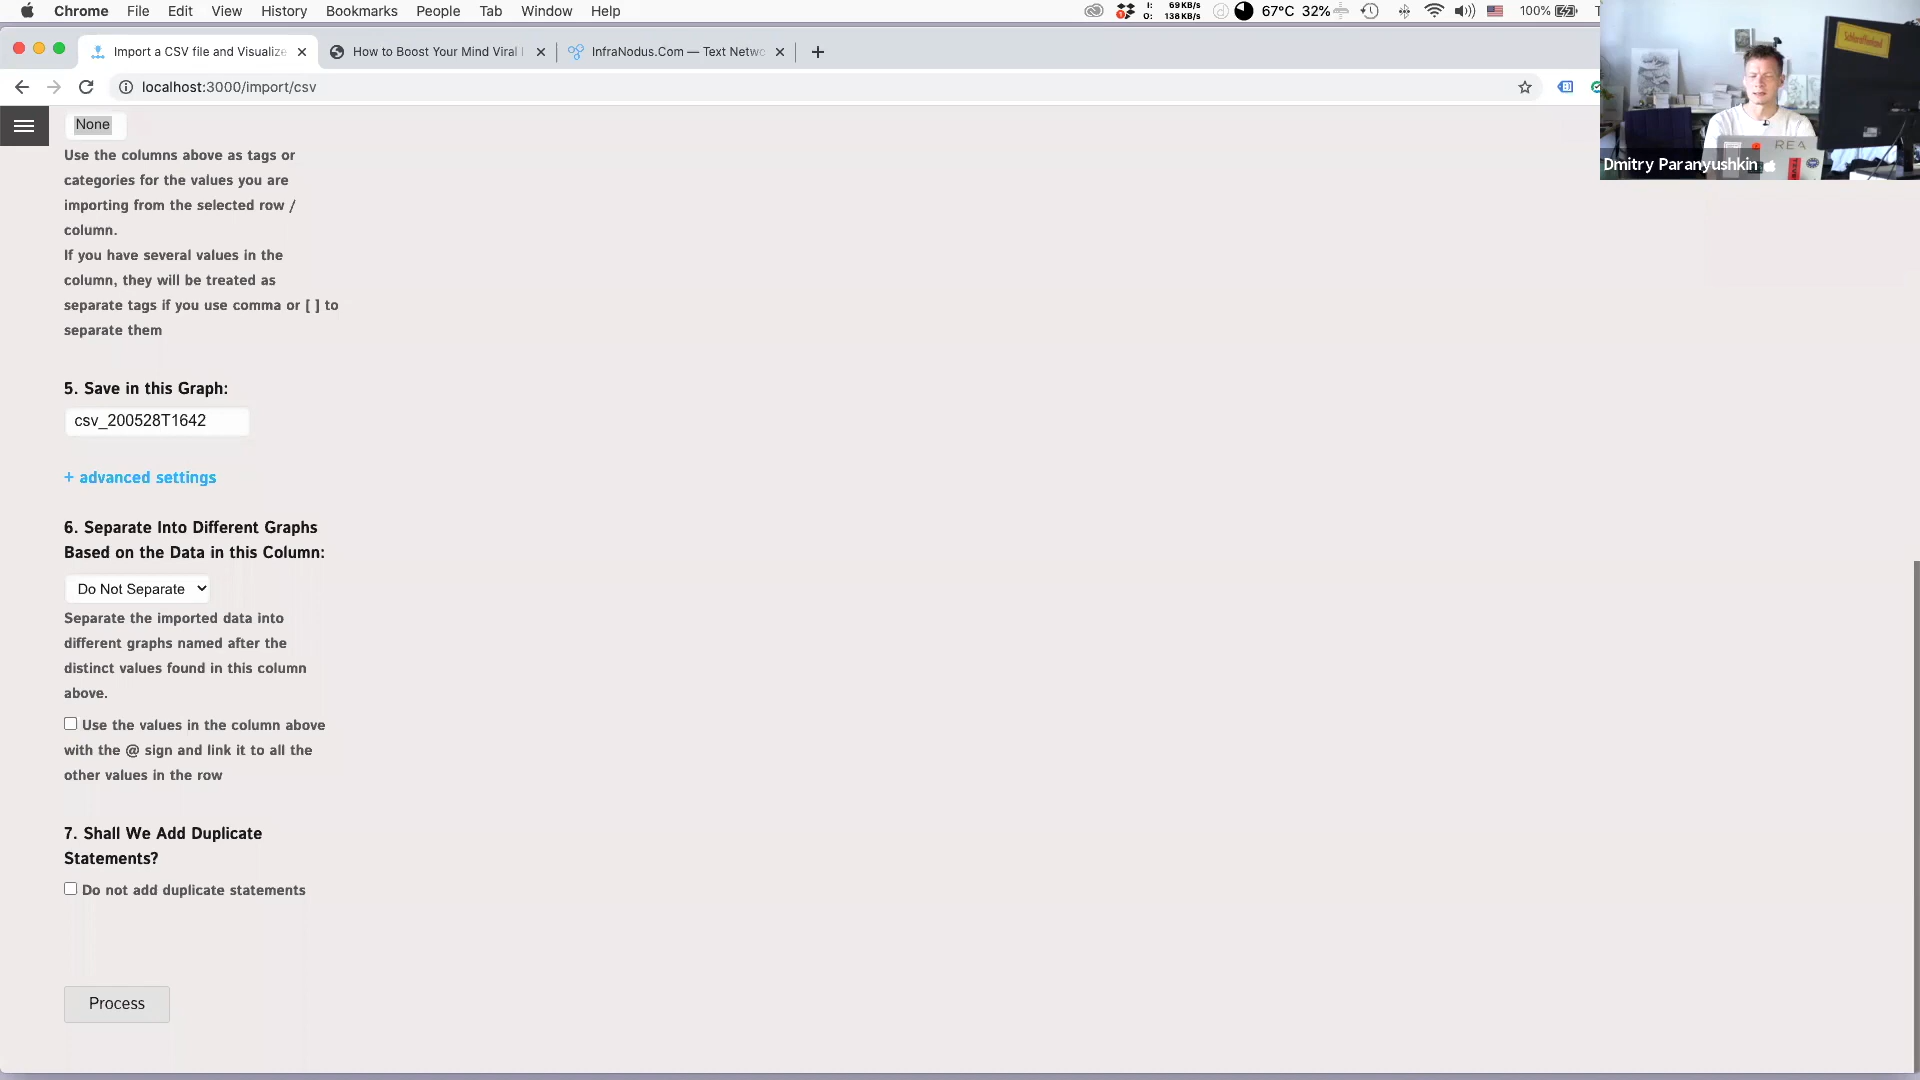 Chrome File Edit View History Bookmarks People Tab Window Help
I: 69KB/s
O: 138KB/s
67°C 32%
100%
Import a CSV file and Visualize
How to Boost Your Mind Viral
InfraNodus.Com — Text Netwo
localhost:3000/import/csv
Dmitry Paranyushkin
REA
None
Use the columns above as tags or
categories for the values you are
importing from the selected row /
column.
If you have several values in the
column, they will be treated as
separate tags if you use comma or [ ] to
separate them
5. Save in this Graph:
csv_200528T1642
+ advanced settings
6. Separate Into Different Graphs
Based on the Data in this Column:
Do Not Separate
Separate the imported data into
different graphs named after the
distinct values found in this column
above.
Use the values in the column above
with the @ sign and link it to all the
other values in the row
7. Shall We Add Duplicate
Statements?
Do not add duplicate statements
Process